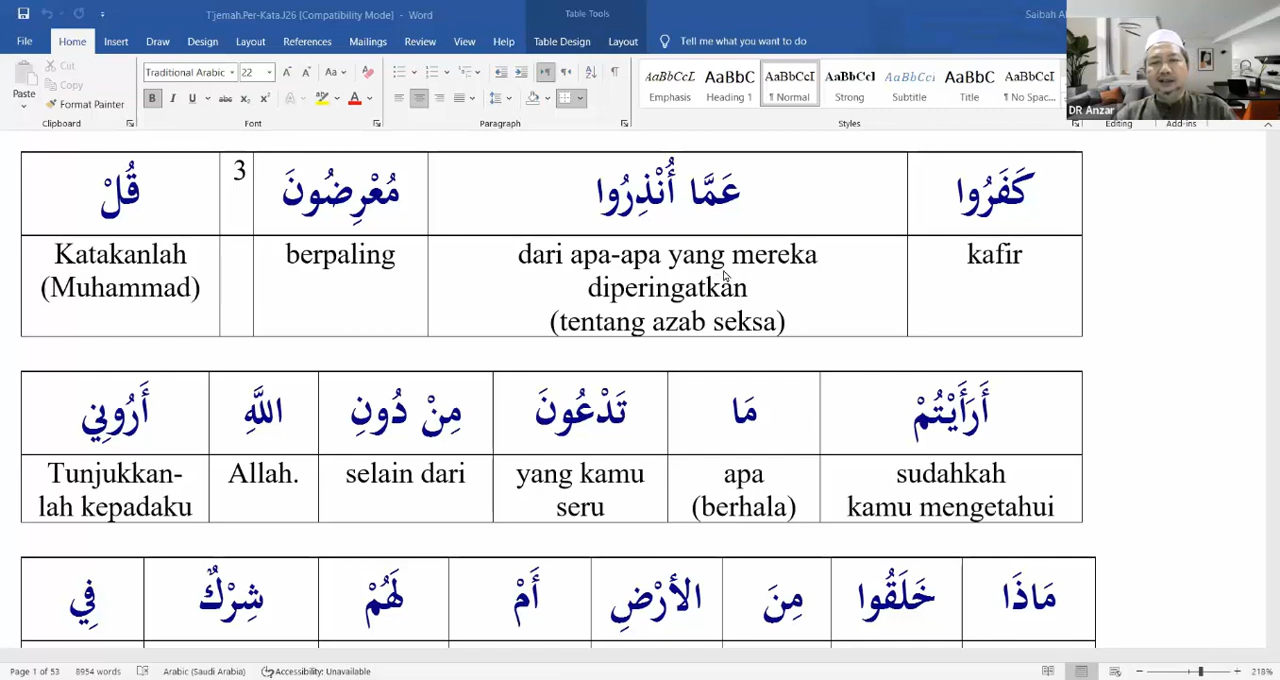 T'jemah.Per-Kata.J26 [Compatibility Mode] - Word
Table Tools
File Home Insert Draw Design Layout References Mailings Review View Help Table Design Layout Tell me what you want to do
Cut
Copy
Paste
Format Painter
Traditional Arabic 22
AaBbCcL AaBbC AaBbCcI AaBbCcl AaBbCcI AaBbC AaBbCcI
Emphasis Heading 1 ¶ Normal Strong Subtitle Title ¶ No Spac...
Clipboard Font Paragraph Styles Editing Add-ins
DR Anzar
كَفَرُوا عَمَّا أُنْذِرُوا مُعْرِضُونَ 3 قُلْ
Katakanlah berpaling dari apa-apa yang mereka kafir
(Muhammad) diperingatkan
(tentang azab seksa)
أَرَأَيْتُمْ مَا تَدْعُونَ مِنْ دُونِ اللَّهِ أَرُونِي
Tunjukkan- Allah. selain dari yang kamu apa sudahkah
lah kepadaku seru (berhala) kamu mengetahui
مَاذَا خَلَقُوا مِنَ الأرْضِ أَمْ لَهُمْ شِرْكٌ فِي
Page 1 of 53 8954 words Arabic (Saudi Arabia) Accessibility: Unavailable 218%